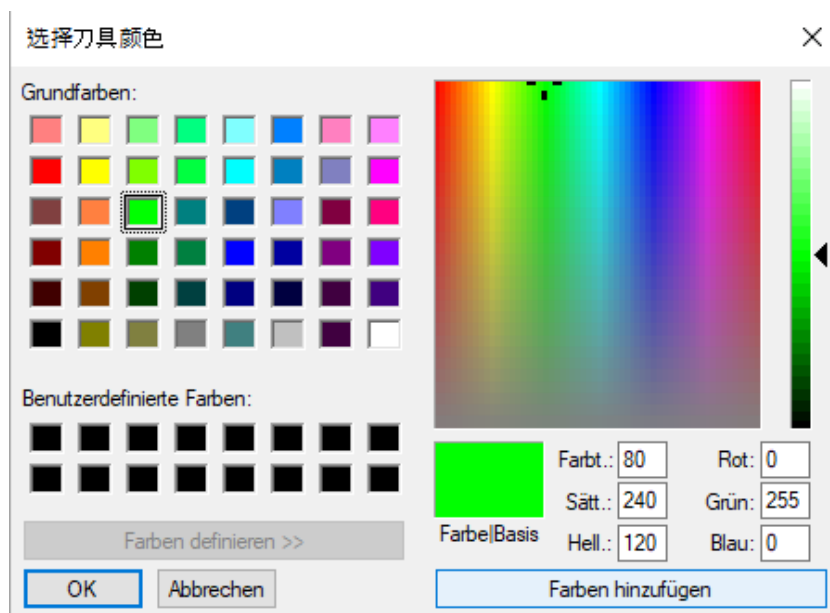 选择刀具颜色
Grundfarben:
Benutzerdefinierte Farben:
Farben definieren >>
OK
Abbrechen
Farbe|Basis
Farbt.: 80
Rot: 0
Sätt.: 240
Grün: 255
Hell.: 120
Blau: 0
Farben hinzufügen